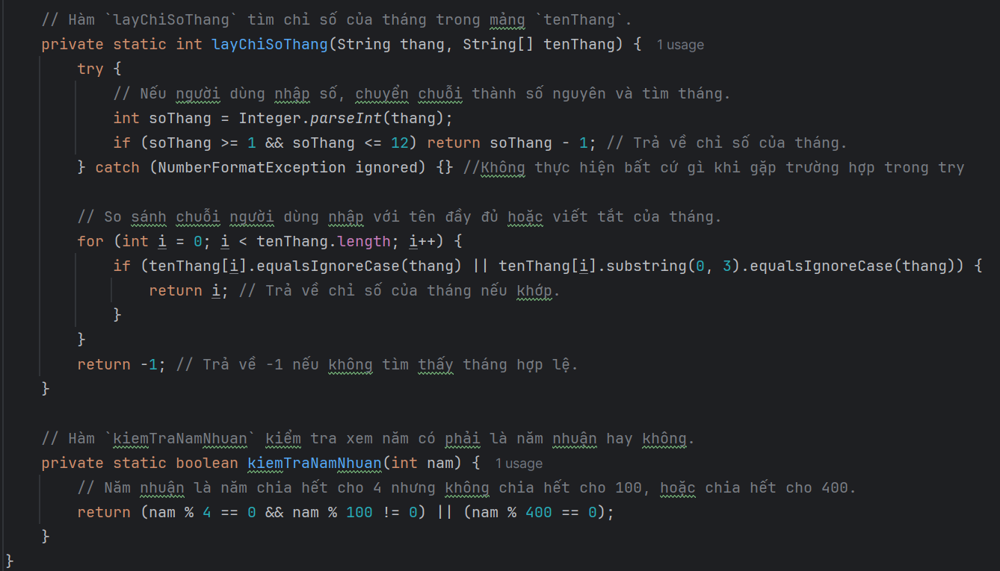 // Hàm `layChiSoThang` tìm chỉ số của tháng trong mảng `tenThang`.
private static int layChiSoThang(String thang, String[] tenThang) { 1 usage
try {
// Nếu người dùng nhập số, chuyển chuỗi thành số nguyên và tìm tháng.
int soThang = Integer.parseInt(thang);
if (soThang >= 1 && soThang <= 12) return soThang - 1; // Trả về chỉ số của tháng.
} catch (NumberFormatException ignored) {} //Không thực hiện bất cứ gì khi gặp trường hợp trong try
// So sánh chuỗi người dùng nhập với tên đầy đủ hoặc viết tắt của tháng.
for (int i = 0; i < tenThang.length; i++) {
if (tenThang[i].equalsIgnoreCase(thang) || tenThang[i].substring(0, 3).equalsIgnoreCase(thang)) {
return i; // Trả về chỉ số của tháng nếu khớp.
}
}
return -1; // Trả về -1 nếu không tìm thấy tháng hợp lệ.
}
// Hàm `kiemTraNamNhuan` kiểm tra xem năm có phải là năm nhuận hay không.
private static boolean kiemTraNamNhuan(int nam) { 1 usage
// Năm nhuận là năm chia hết cho 4 nhưng không chia hết cho 100, hoặc chia hết cho 400.
return (nam % 4 == 0 && nam % 100 != 0) || (nam % 400 == 0);
}
}